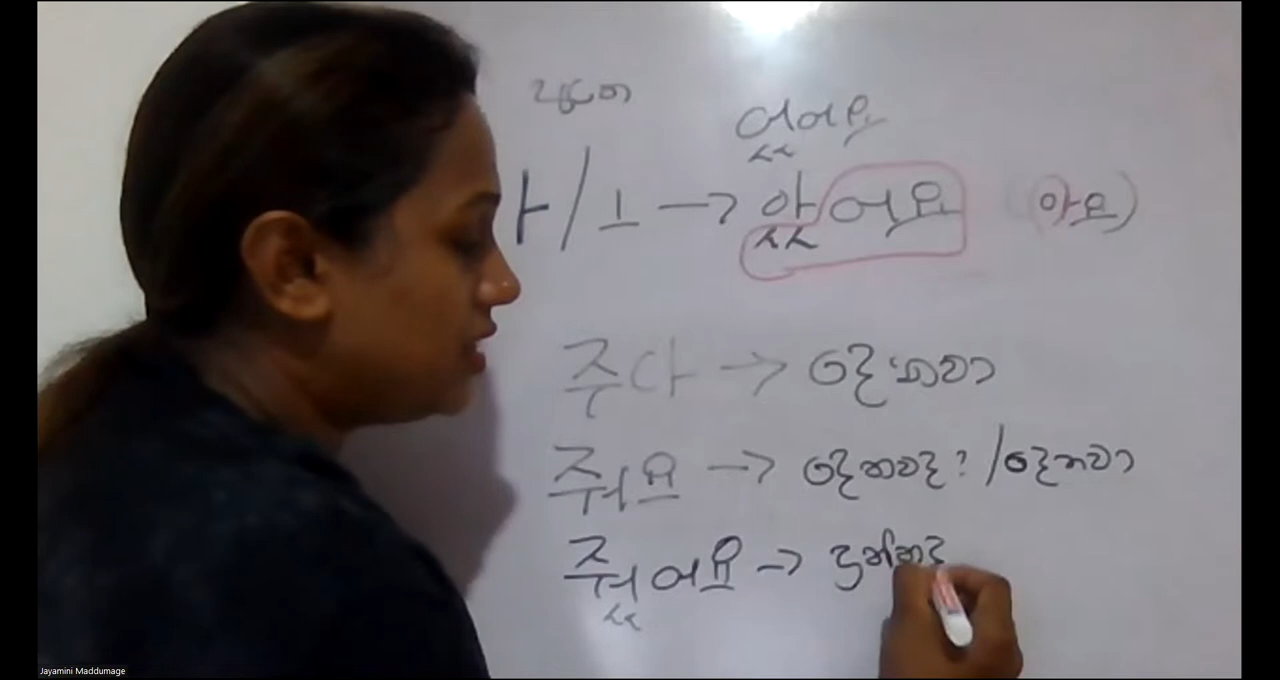 었어요
ㅏ/ㅗ → 았어요 (아요)
주다 → දෙනවා
줘요 → දෙනවද? / දෙනවා
줬어요 → දුන්නද
Jayamini Maddumage